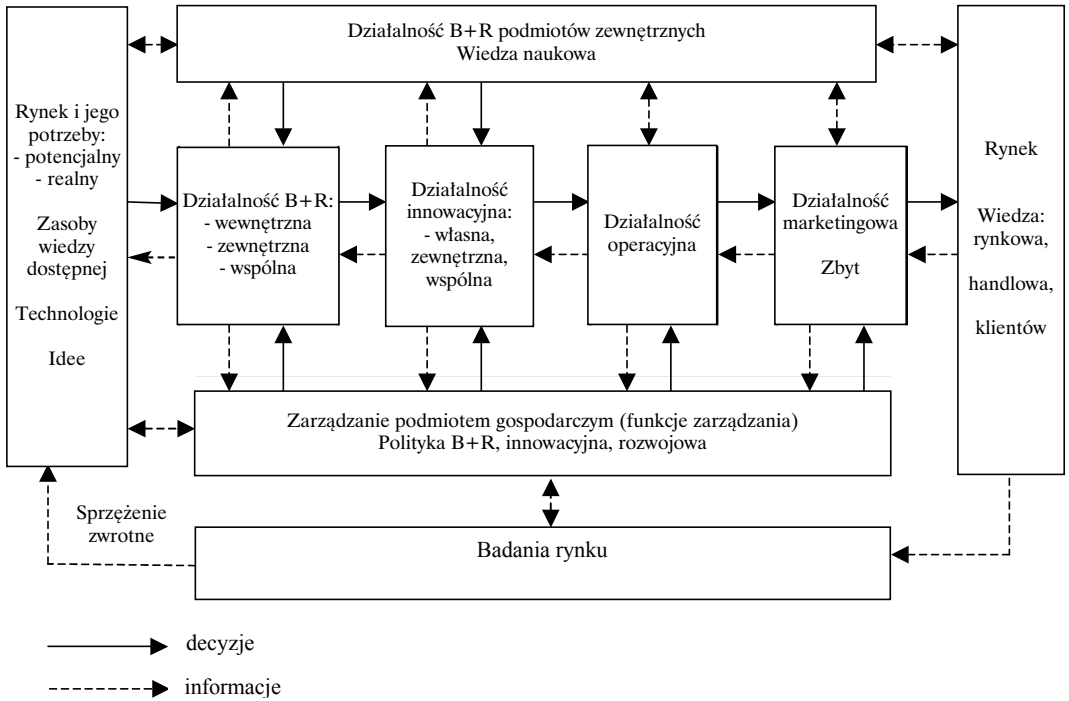 Działalność B+R podmiotów zewnętrznych
Wiedza naukowa
Rynek i jego
potrzeby:
- potencjalny
- realny
Zasoby
wiedzy
dostępnej
Technologie
Idee
Działalność B+R:
- wewnętrzna
- zewnętrzna
- wspólna
Działalność
innowacyjna:
- własna,
zewnętrzna,
wspólna
Działalność
operacyjna
Działalność
marketingowa
Zbyt
Rynek
Wiedza:
rynkowa,
handlowa,
klientów
Zarządzanie podmiotem gospodarczym (funkcje zarządzania)
Polityka B+R, innowacyjna, rozwojowa
Sprzężenie
zwrotne
Badania rynku
decyzje
informacje